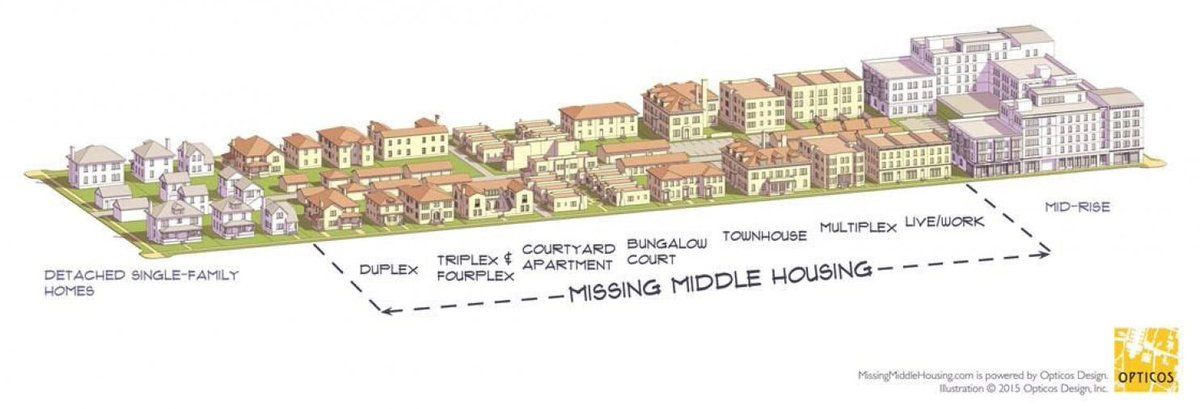 DETACHED SINGLE-FAMILY
HOMES
DUPLEX
TRIPLEX &
FOURPLEX
COURTYARD
APARTMENT
BUNGALOW
COURT
TOWNHOUSE
MULTIPLEX
LIVE/WORK
MID-RISE
MISSING MIDDLE HOUSING
MissingMiddleHousing.com is powered by Opticos Design.
Illustration © 2015 Opticos Design, Inc.
OPTICOS